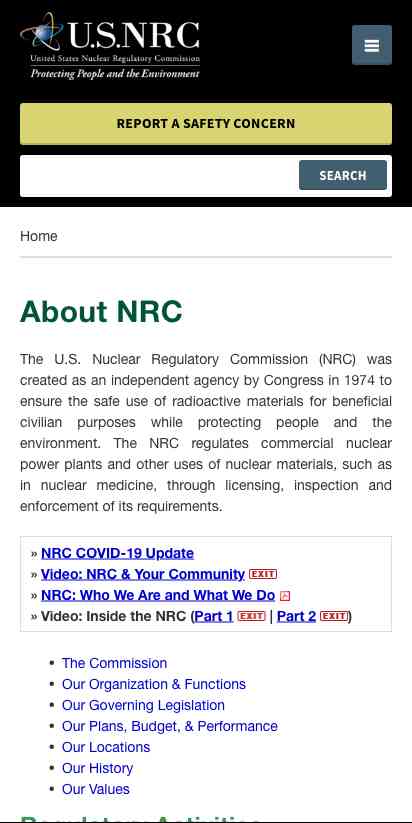 U.S.NRC
United States Nuclear Regulatory Commission
Protecting People and the Environment
REPORT A SAFETY CONCERN
SEARCH
Home
About NRC
The U.S. Nuclear Regulatory Commission (NRC) was
created as an independent agency by Congress in 1974 to
ensure the safe use of radioactive materials for beneficial
civilian purposes while protecting people and the
environment. The NRC regulates commercial nuclear
power plants and other uses of nuclear materials, such as
in nuclear medicine, through licensing, inspection and
enforcement of its requirements.
» NRC COVID-19 Update
» Video: NRC & Your Community EXIT
» NRC: Who We Are and What We Do
» Video: Inside the NRC (Part 1 EXIT | Part 2 EXIT)
• The Commission
• Our Organization & Functions
• Our Governing Legislation
• Our Plans, Budget, & Performance
• Our Locations
• Our History
• Our Values
Regulatory Activities